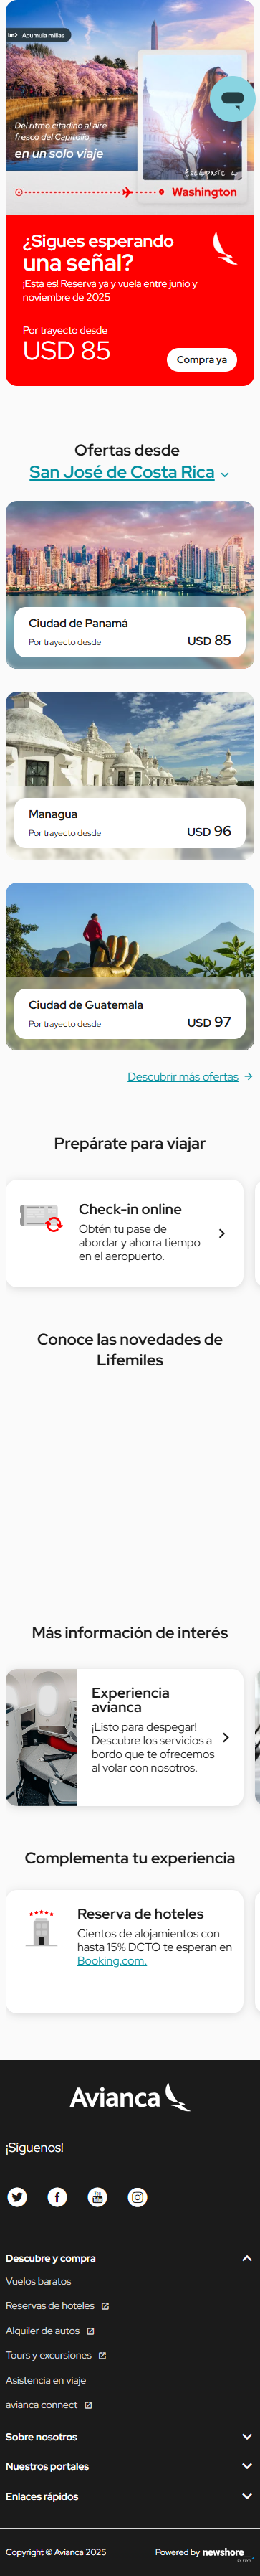 Acumula millas
Del ritmo citadino al aire
fresco del Capitolio
en un solo viaje
Escápate a
Washington
¿Sigues esperando
una señal?
¡Esta es! Reserva ya y vuela entre junio y
noviembre de 2025
Por trayecto desde
USD 85
Compra ya
Ofertas desde
San José de Costa Rica
Ciudad de Panamá
Por trayecto desde
USD 85
Managua
Por trayecto desde
USD 96
Ciudad de Guatemala
Por trayecto desde
USD 97
Descubrir más ofertas
Prepárate para viajar
Check-in online
Obtén tu pase de
abordar y ahorra tiempo
en el aeropuerto.
Conoce las novedades de
Lifemiles
Más información de interés
Experiencia
avianca
¡Listo para despegar!
Descubre los servicios a
bordo que te ofrecemos
al volar con nosotros.
Complementa tu experiencia
Reserva de hoteles
Cientos de alojamientos con
hasta 15% DCTO te esperan en
Booking.com.
Avianca
¡Síguenos!
You
Tube
Descubre y compra
Vuelos baratos
Reservas de hoteles
Alquiler de autos
Tours y excursiones
Asistencia en viaje
avianca connect
Sobre nosotros
Nuestros portales
Enlaces rápidos
Copyright © Avianca 2025
Powered by newshore_